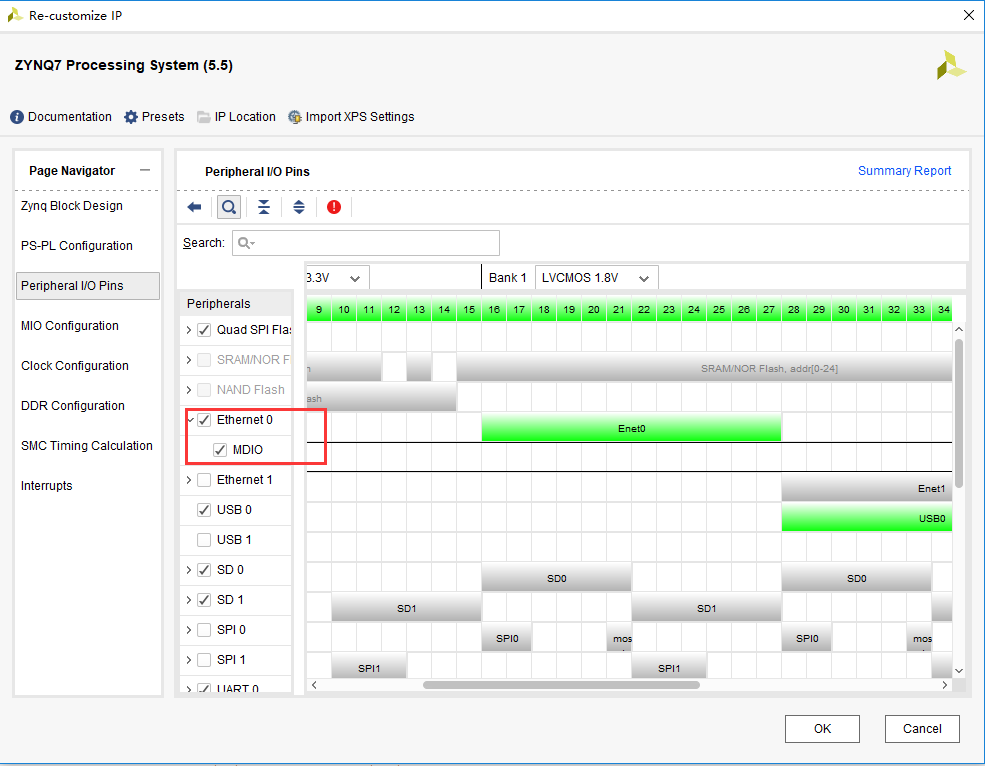 Re-customize IP
ZYNQ7 Processing System (5.5)
Documentation Presets IP Location Import XPS Settings
Page Navigator
Zynq Block Design
PS-PL Configuration
Peripheral I/O Pins
MIO Configuration
Clock Configuration
DDR Configuration
SMC Timing Calculation
Interrupts
Peripheral I/O Pins Summary Report
Search:
3.3V Bank 1 LVCMOS 1.8V
Peripherals 9 10 11 12 13 14 15 16 17 18 19 20 21 22 23 24 25 26 27 28 29 30 31 32 33 34
Quad SPI Flas
SRAM/NOR F h SRAM/NOR Flash, addr[0-24]
NAND Flash ash
Ethernet 0 Enet0
MDIO
Ethernet 1 Enet1
USB 0 USB0
USB 1
SD 0 SD0 SD0
SD 1 SD1 SD1
SPI 0 SPI0 mos SPI0 mos
SPI 1 SPI1 SPI1
UART 0
OK Cancel